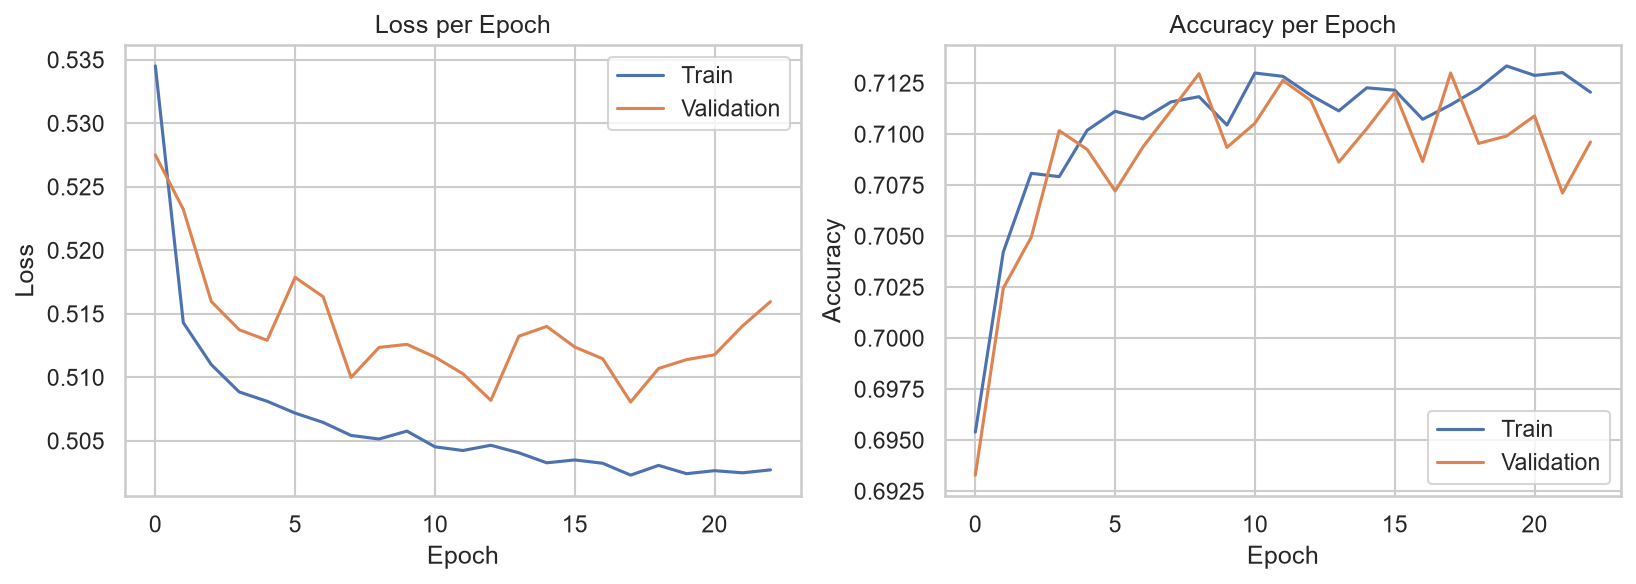 Loss per Epoch
0.535
0.530
0.525
0.520
0.515
0.510
0.505
Loss
0
5
10
15
20
Epoch
Train
Validation
Accuracy per Epoch
0.7125
0.7100
0.7075
0.7050
0.7025
0.7000
0.6975
0.6950
0.6925
Accuracy
0
5
10
15
20
Epoch
Train
Validation